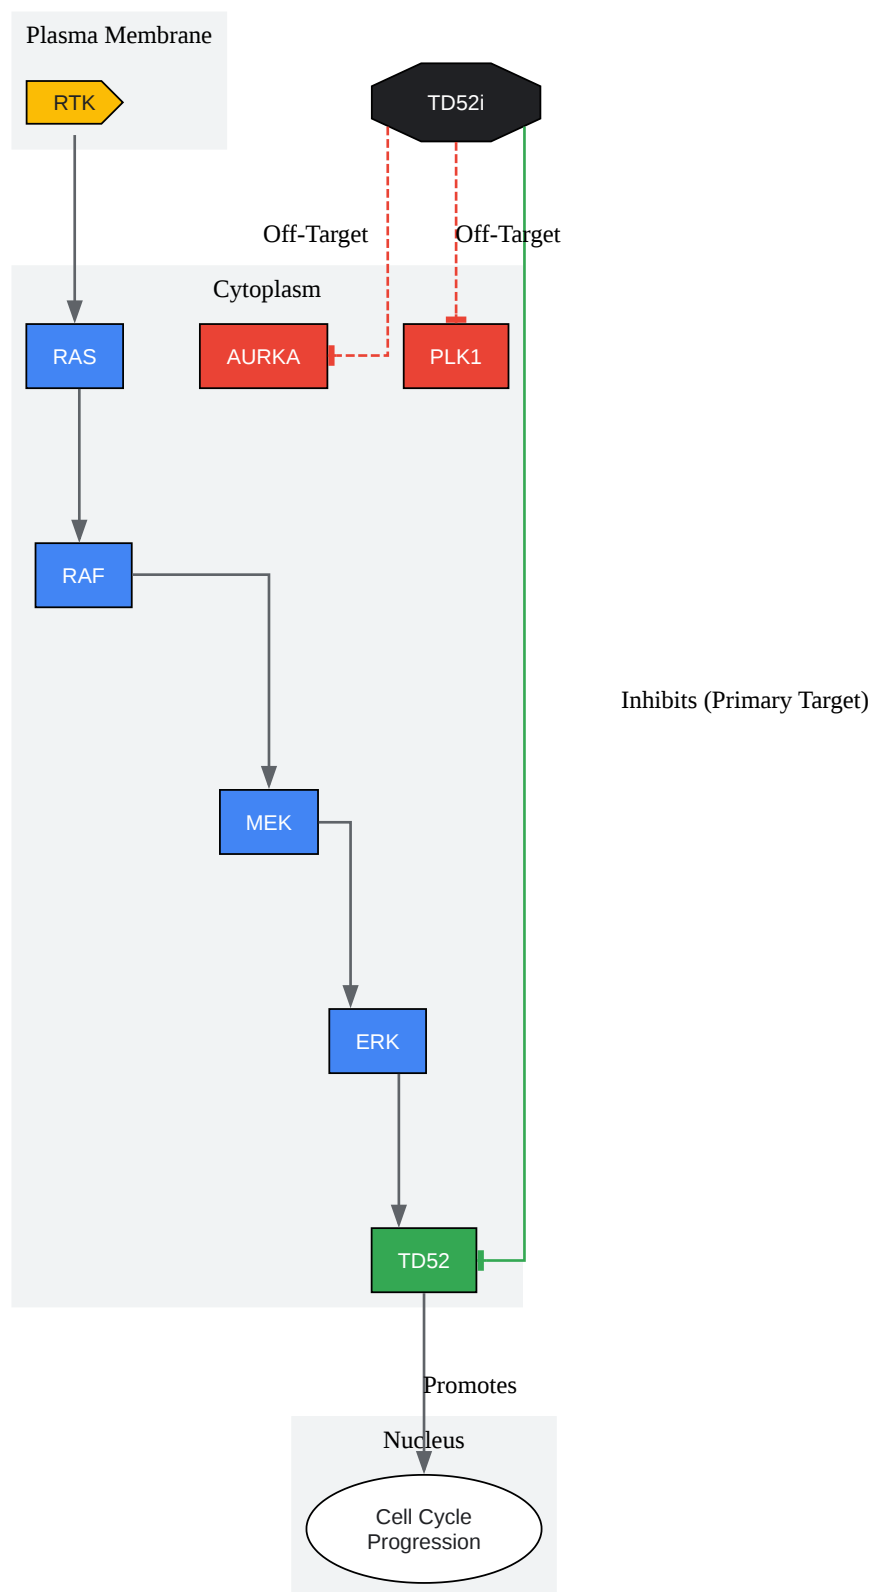 Plasma Membrane
RTK
TD52i
Off-Target
Off-Target
Cytoplasm
RAS
AURKA
PLK1
RAF
Inhibits (Primary Target)
MEK
ERK
TD52
Promotes
Nucleus
Cell Cycle
Progression